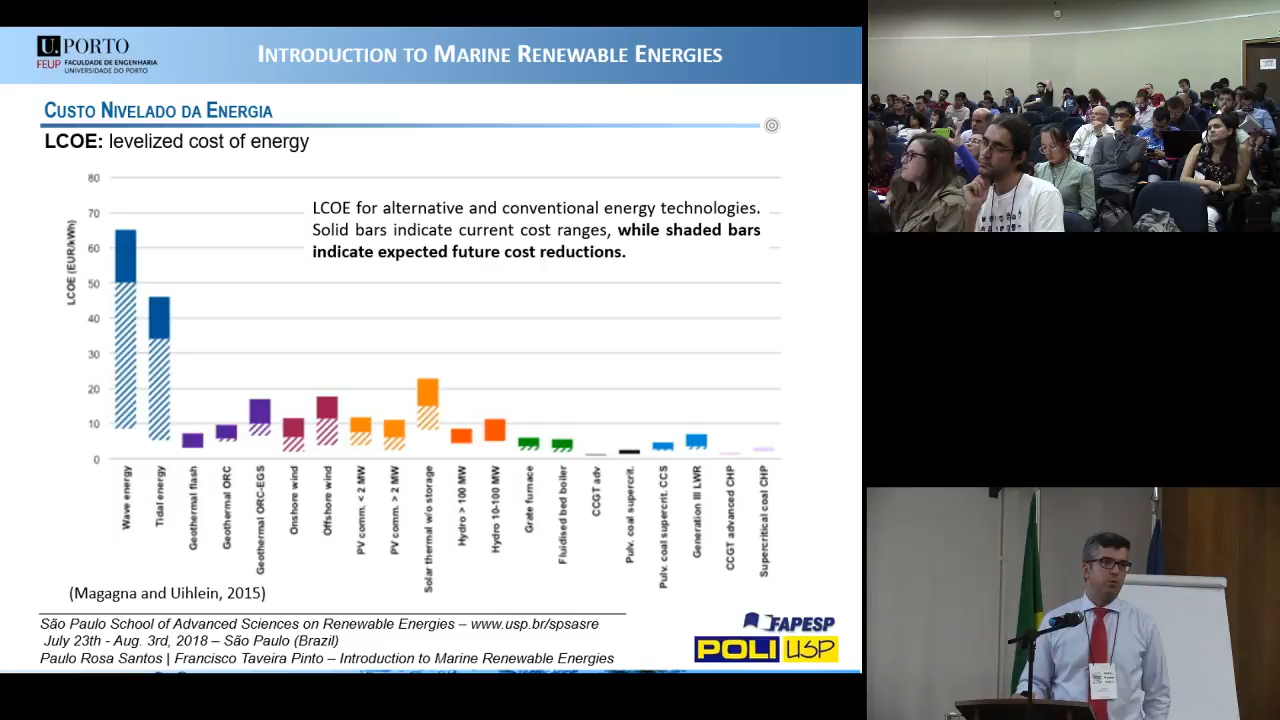 U.PORTO
FEUP FACULDADE DE ENGENHARIA
UNIVERSIDADE DO PORTO
INTRODUCTION TO MARINE RENEWABLE ENERGIES
CUSTO NIVELADO DA ENERGIA
LCOE: levelized cost of energy
LCOE for alternative and conventional energy technologies.
Solid bars indicate current cost ranges, while shaded bars
indicate expected future cost reductions.
LCOE (EUR/kWh)
80
70
60
50
40
30
20
10
0
Wave energy
Tidal energy
Geothermal flash
Geothermal ORC
Geothermal ORC-EGS
Onshore wind
Offshore wind
PV comm. < 2 MW
PV comm. > 2 MW
Solar thermal w/o storage
Hydro > 100 MW
Hydro 10-100 MW
Grate furnace
Fluidised bed boiler
CCGT adv
Pulv. coal supercrit.
Pulv. coal supercrit. CCS
Generation III LWR
CCGT advanced CHP
Supercritical coal CHP
(Magagna and Uihlein, 2015)
São Paulo School of Advanced Sciences on Renewable Energies – www.usp.br/spsasre
July 23th - Aug. 3rd, 2018 – São Paulo (Brazil)
Paulo Rosa Santos | Francisco Taveira Pinto – Introduction to Marine Renewable Energies
FAPESP
POLI USP